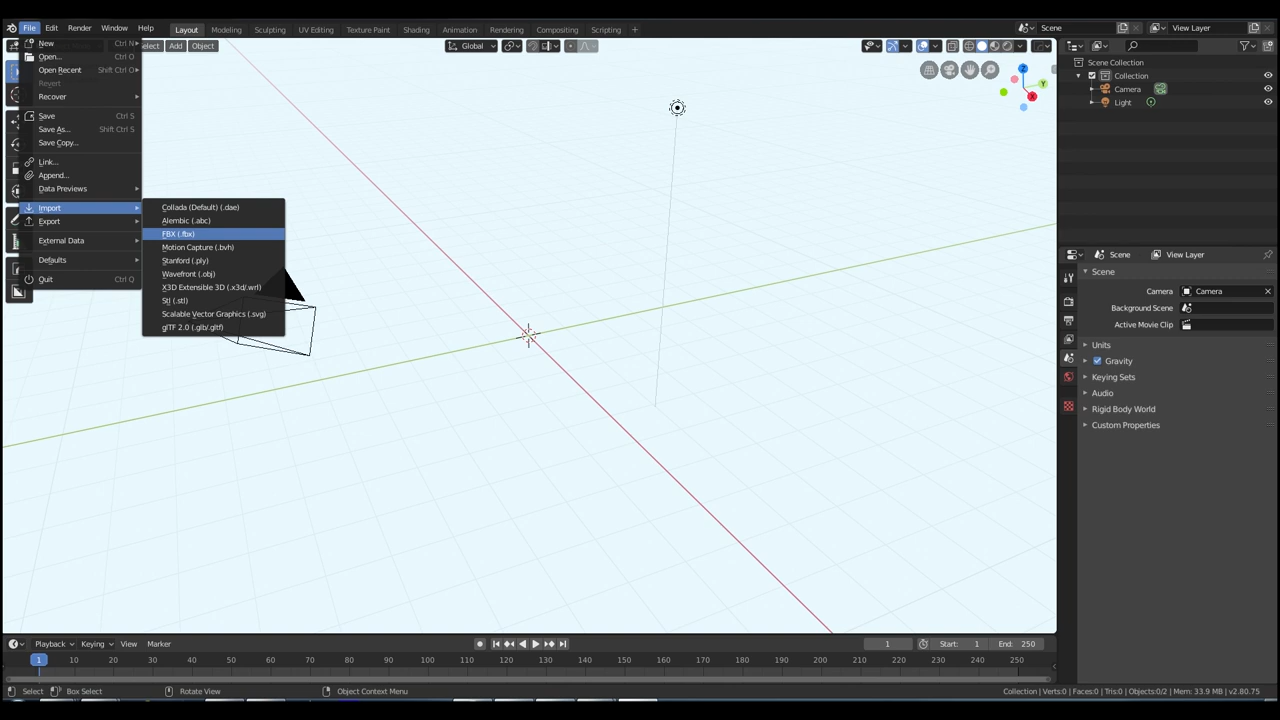 File Edit Render Window Help Layout Modeling Sculpting UV Editing Texture Paint Shading Animation Rendering Compositing Scripting + Scene View Layer
Select Add Object Global
New Ctrl N
Open... Ctrl O
Open Recent Shift Ctrl O
Revert
Recover
Save Ctrl S
Save As... Shift Ctrl S
Save Copy...
Link...
Append...
Data Previews
Import
Export
External Data
Defaults
Quit Ctrl Q
Collada (Default) (.dae)
Alembic (.abc)
FBX (.fbx)
Motion Capture (.bvh)
Stanford (.ply)
Wavefront (.obj)
X3D Extensible 3D (.x3d/.wrl)
Stl (.stl)
Scalable Vector Graphics (.svg)
glTF 2.0 (.glb/.gltf)
Z
Y
X
Scene Collection
Collection
Camera
Light
Scene View Layer
Scene
Camera Camera
Background Scene
Active Movie Clip
Units
Gravity
Keying Sets
Audio
Rigid Body World
Custom Properties
Playback Keying View Marker 1 Start: 1 End: 250
1 10 20 30 40 50 60 70 80 90 100 110 120 130 140 150 160 170 180 190 200 210 220 230 240 250
Select Box Select Rotate View Object Context Menu Collection | Verts:0 | Faces:0 | Tris:0 | Objects:0/2 | Mem: 33.9 MB | v2.80.75